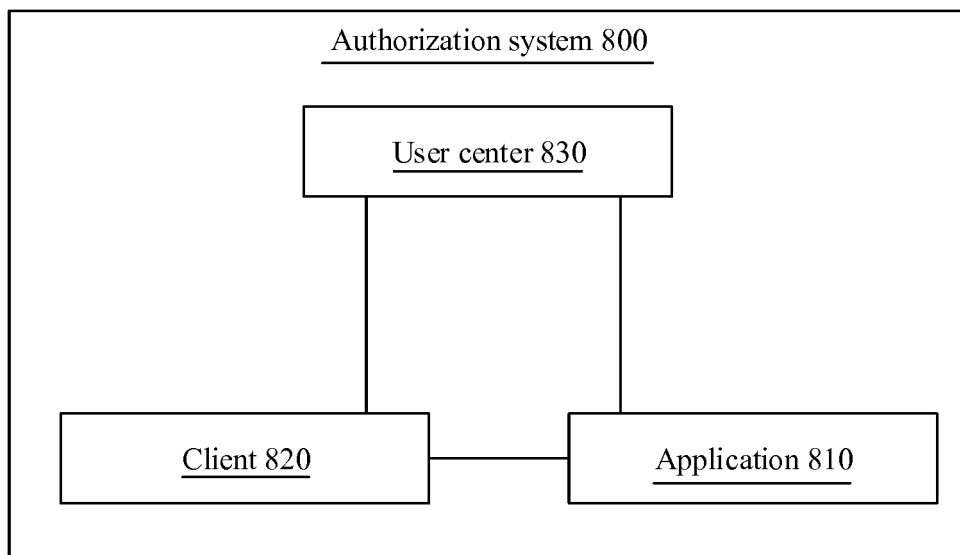 Authorization system 800
User center 830
Client 820
Application 810